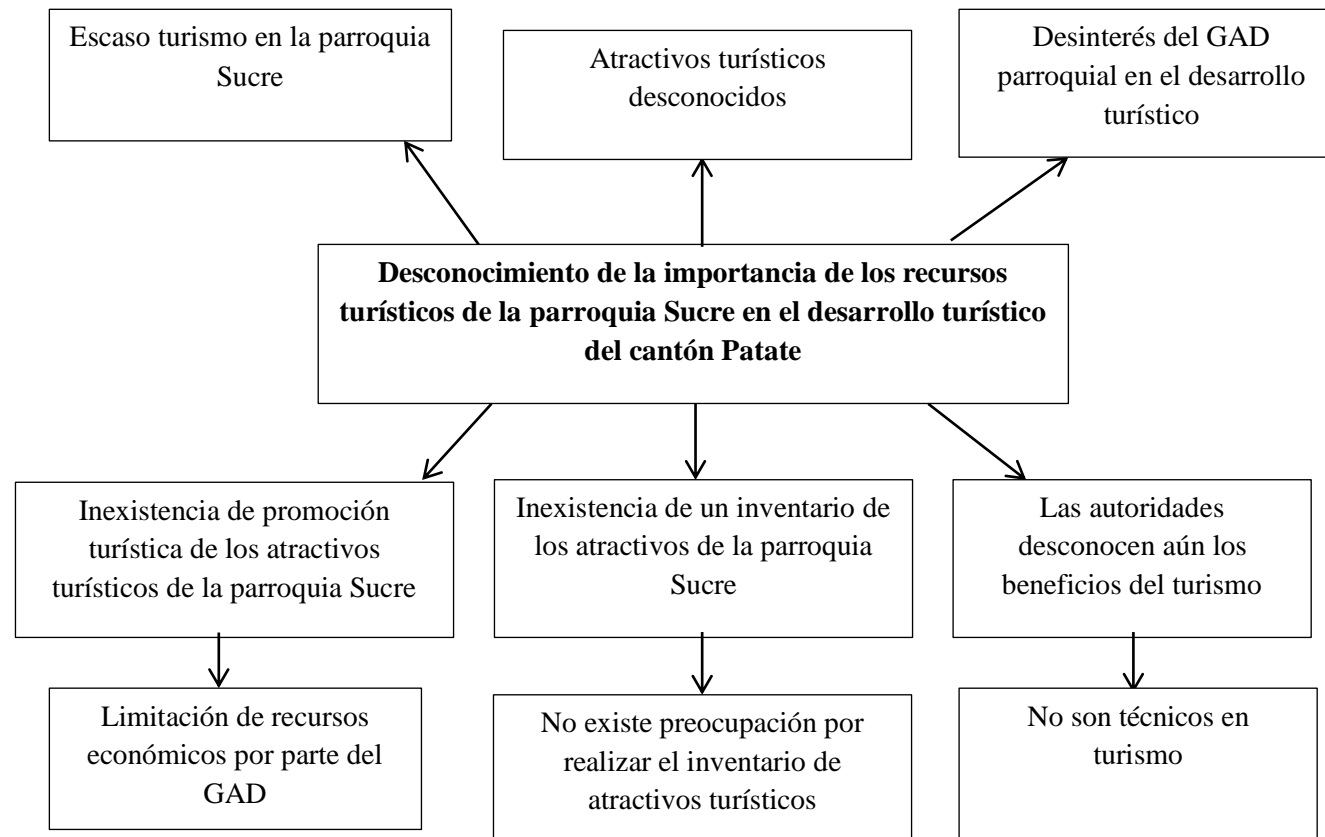 Escaso turismo en la parroquia
Sucre
Atractivos turísticos
desconocidos
Desinterés del GAD
parroquial en el desarrollo
turístico
Desconocimiento de la importancia de los recursos
turísticos de la parroquia Sucre en el desarrollo turístico
del cantón Patate
Inexistencia de promoción
turística de los atractivos
turísticos de la parroquia Sucre
Inexistencia de un inventario de
los atractivos de la parroquia
Sucre
Las autoridades
desconocen aún los
beneficios del turismo
Limitación de recursos
económicos por parte del
GAD
No existe preocupación por
realizar el inventario de
atractivos turísticos
No son técnicos en
turismo